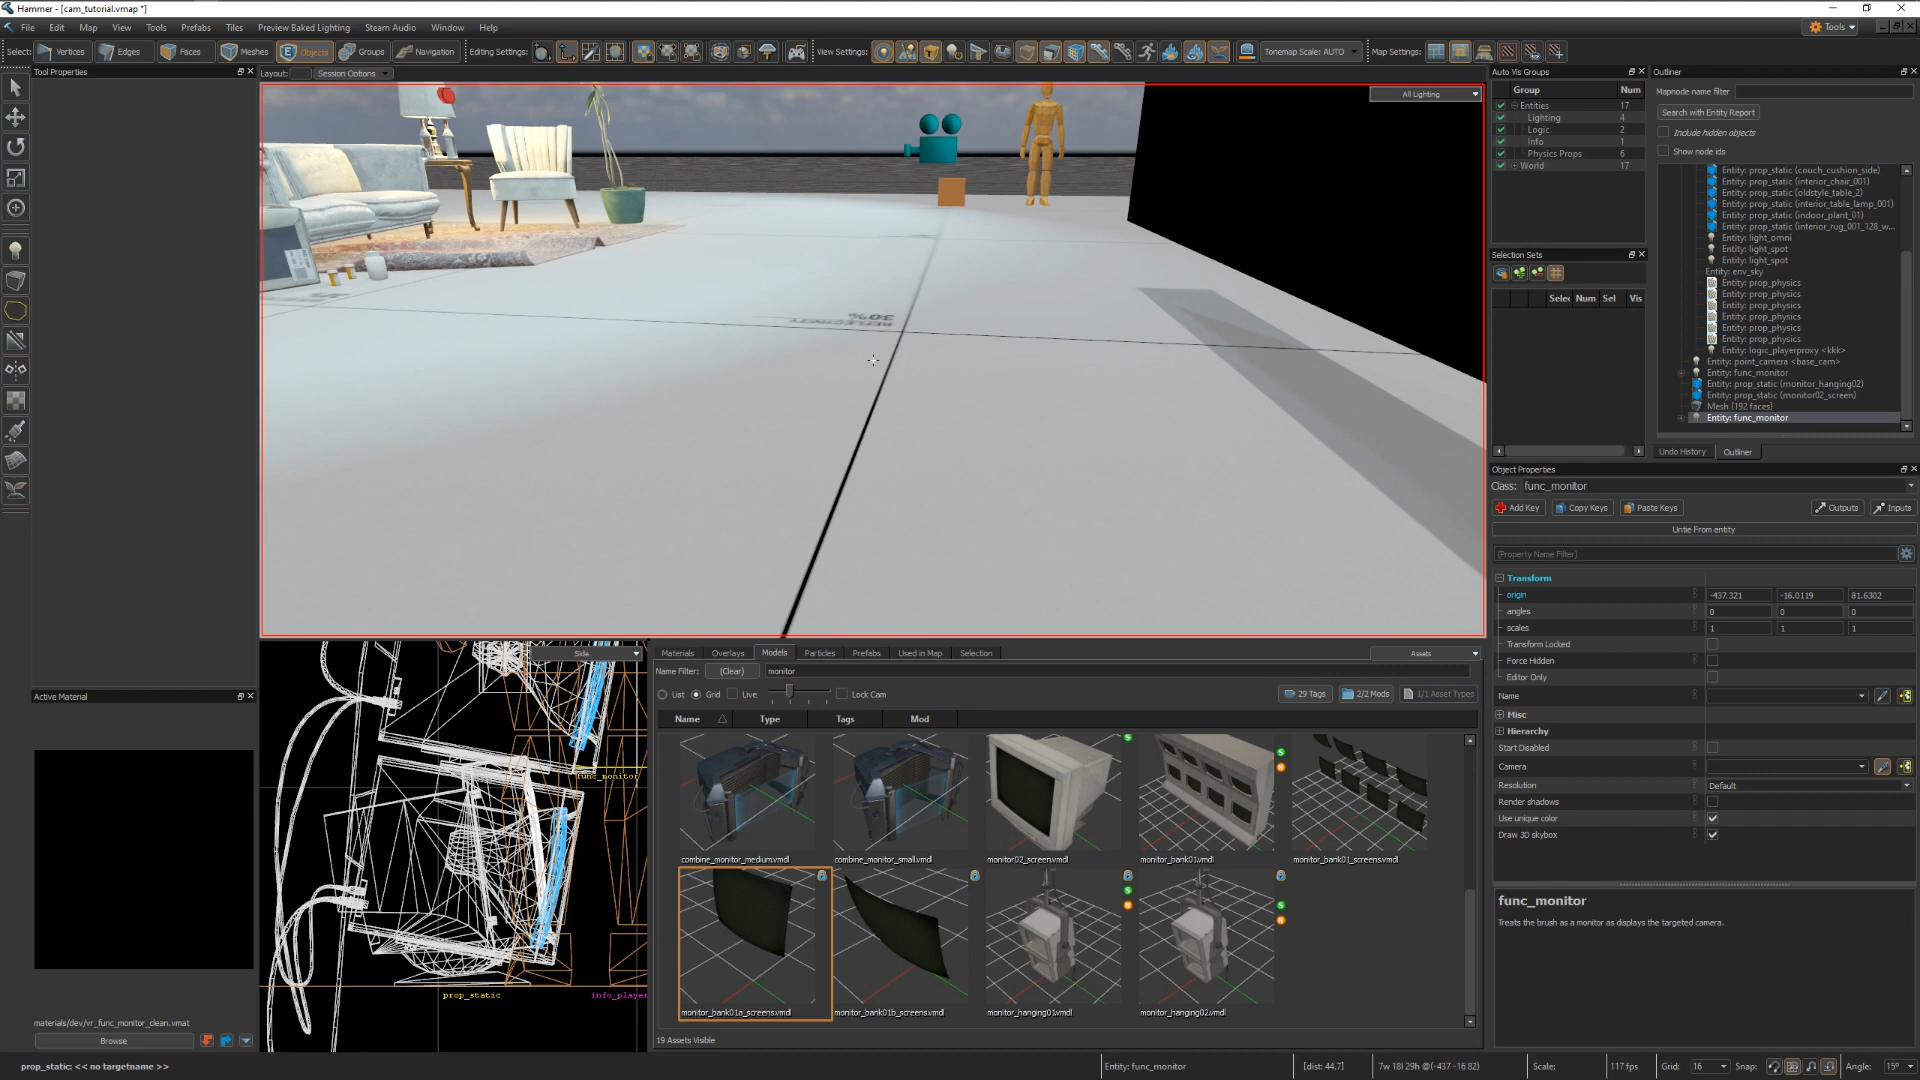 Hammer - [cam_tutorial.vmap *]
File Edit Map View Tools Prefabs Tiles Preview Baked Lighting Steam Audio Window Help
Tools
Select: Vertices Edges Faces Meshes Objects Groups Navigation Editing Settings: View Settings: Tonemap Scale: AUTO Map Settings:
Tool Properties
Layout: Session Options
All Lighting
30%
REFLECTIVITY
Auto Vis Groups
Group Num
Entities 17
Lighting 4
Logic 2
Info 1
Physics Props 6
World 17
Selection Sets
Selec Num Sel Vis
Outliner
Mapnode name filter
Search with Entity Report
Include hidden objects
Show node ids
Entity: prop_static (couch_cushion_side)
Entity: prop_static (interior_chair_001)
Entity: prop_static (oldstyle_table_2)
Entity: prop_static (interior_table_lamp_001)
Entity: prop_static (indoor_plant_01)
Entity: prop_static (interior_rug_001_128_w...
Entity: light_omni
Entity: light_spot
Entity: light_spot
Entity: env_sky
Entity: prop_physics
Entity: prop_physics
Entity: prop_physics
Entity: prop_physics
Entity: prop_physics
Entity: prop_physics
Entity: logic_playerproxy <kkk>
Entity: point_camera <base_cam>
Entity: func_monitor
Entity: prop_static (monitor_hanging02)
Entity: prop_static (monitor02_screen)
Mesh (192 faces)
Entity: func_monitor
Undo History Outliner
Object Properties
Class: func_monitor
Add Key Copy Keys Paste Keys Outputs Inputs
Untie From entity
(Property Name Filter)
Transform
origin -437.321 -16.0119 81.6302
angles 0 0 0
scales 1 1 1
Transform Locked
Force Hidden
Editor Only
Name
Misc
Hierarchy
Start Disabled
Camera
Resolution Default
Render shadows
Use unique color
Draw 3D skybox
func_monitor
Treats the brush as a monitor as displays the targeted camera.
Active Material
materials/dev/vr_func_monitor_clean.vmat
Browse
Side
func_monitor
prop_static
info_player
Materials Overlays Models Particles Prefabs Used in Map Selection Assets
Name Filter: (Clear) monitor
List Grid Live Lock Cam 29 Tags 2/2 Mods 1/1 Asset Types
Name Type Tags Mod
combine_monitor_medium.vmdl combine_monitor_small.vmdl monitor02_screen.vmdl monitor_bank01.vmdl monitor_bank01_screens.vmdl
monitor_bank01a_screens.vmdl monitor_bank01b_screens.vmdl monitor_hanging01.vmdl monitor_hanging02.vmdl
19 Assets Visible
prop_static: << no targetname >>
Entity: func_monitor
[dist: 44.7]
7w 18l 29h @(-437 -16 82)
Scale:
117 fps
Grid: 16
Snap:
Angle: 15°